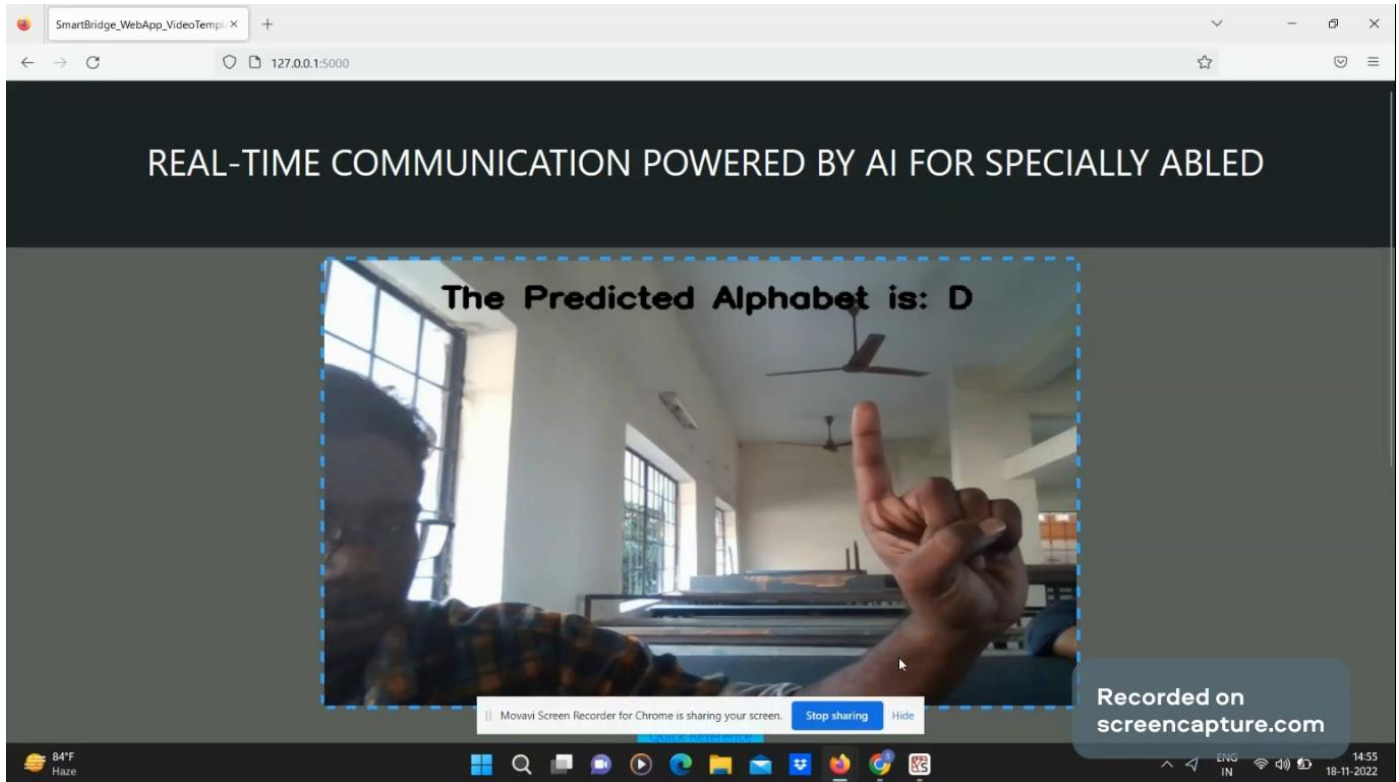 SmartBridge_WebApp_VideoTempl
127.0.0.1:5000
REAL-TIME COMMUNICATION POWERED BY AI FOR SPECIALLY ABLED
The Predicted Alphabet is: D
Movavi Screen Recorder for Chrome is sharing your screen.
Stop sharing
Hide
Quick Reference
Recorded on
screencapture.com
84°F
Haze
ENG
IN
14:55
18-11-2022